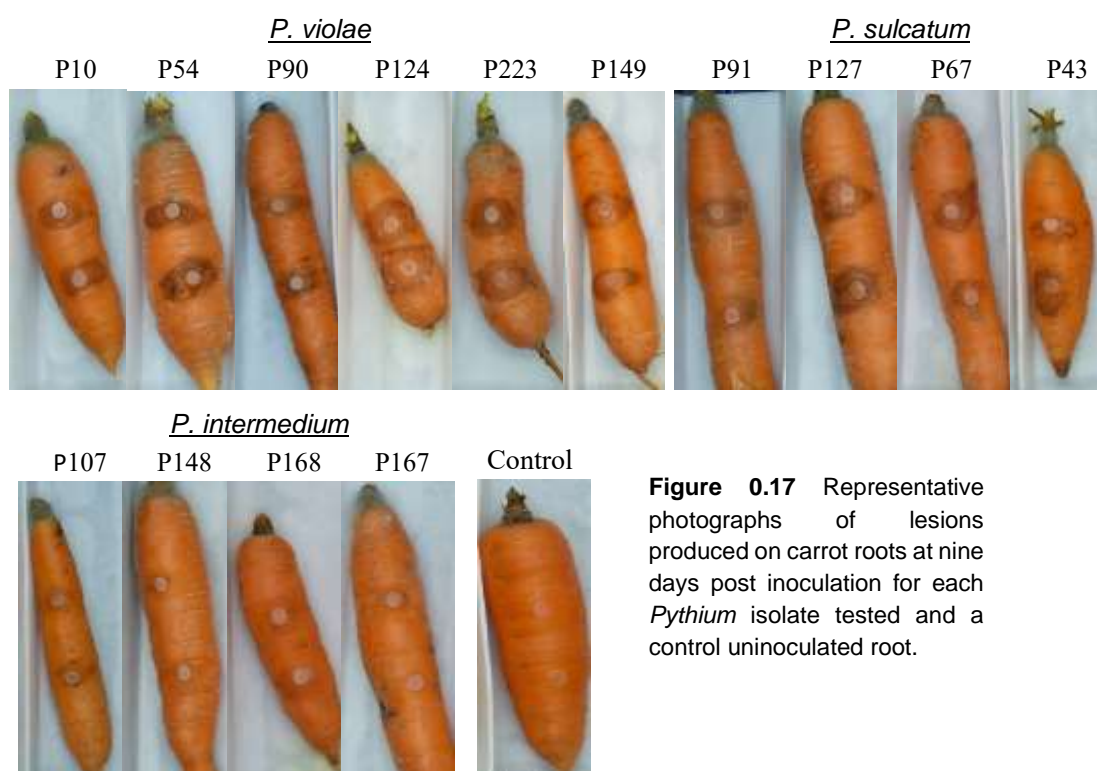 P. violae
P. sulcatum
P10 P54 P90 P124 P223 P149 P91 P127 P67 P43
P. intermedium
P107 P148 P168 P167 Control
Figure 0.17 Representative
photographs of lesions
produced on carrot roots at nine
days post inoculation for each
Pythium isolate tested and a
control uninoculated root.